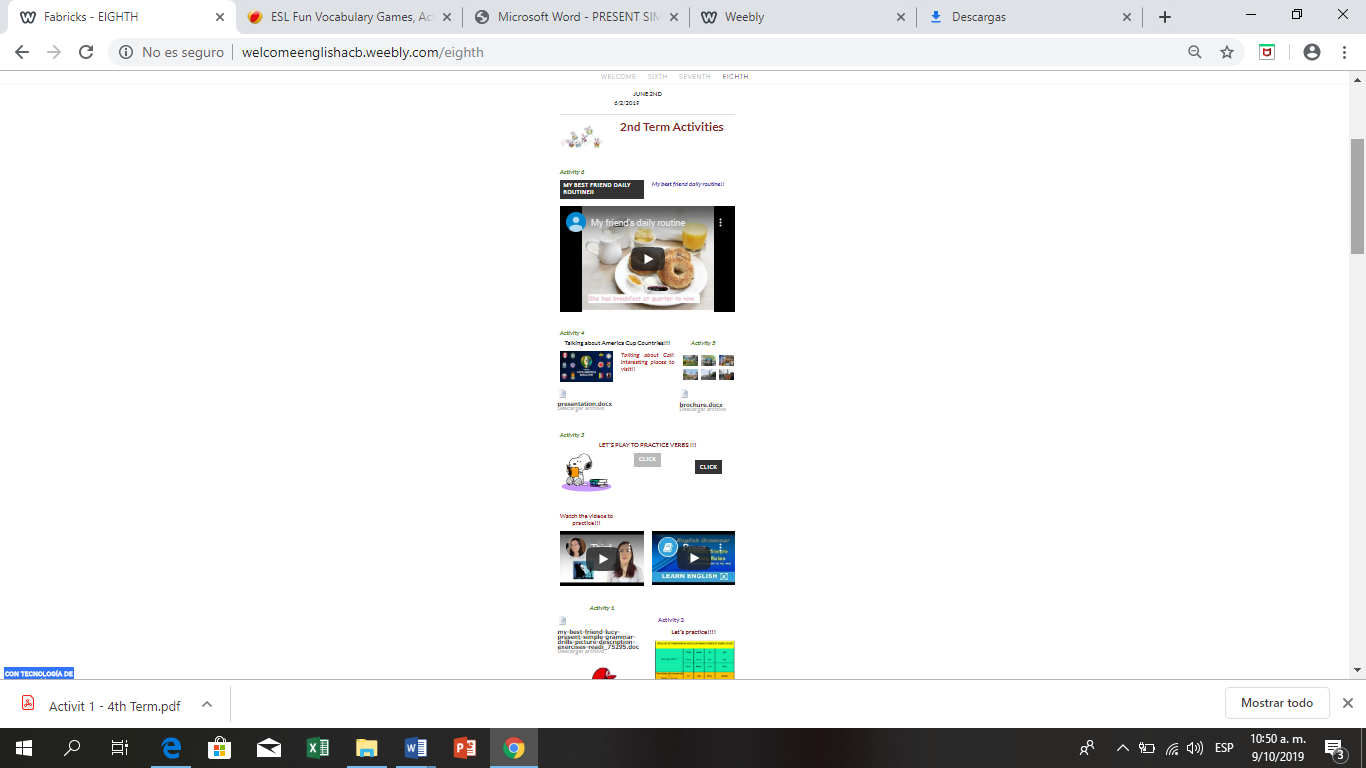 Fabricks - EIGHTH
ESL Fun Vocabulary Games, Ac
Microsoft Word - PRESENT SIM
Weebly
Descargas
No es seguro
welcomeenglishacb.weebly.com/eighth
WELCOME SIXTH SEVENTH EIGHTH
JUNE 2ND
6/2/2019
2nd Term Activities
Activity 6
MY BEST FRIEND DAILY
ROUTINE!!
My best friend daily routine!!
My friend's daily routine
She has breakfast at quarter to nine
Activity 4
Talking about America Cup Countries!!!
Activity 5
Talking about Cali:
interesting places to
visit!!
presentation.docx
Descargar archivo
brochure.docx
Descargar archivo
Activity 3
LET'S PLAY TO PRACTICE VERBS !!!
CLICK
CLICK
Watch the videos to
practice!!!
Third
English Grammar
LEARN ENGLISH
Activity 1
Activity 2
my-best-friend-lucy-
present-simple-grammar-
drills-picture-description-
exercises-readi_75295.doc
Descargar archivo
Let's practice!!!!
CON TECNOLOGÍA DE
Activit 1 - 4th Term.pdf
Mostrar todo
ESP
10:50 a. m.
9/10/2019
3